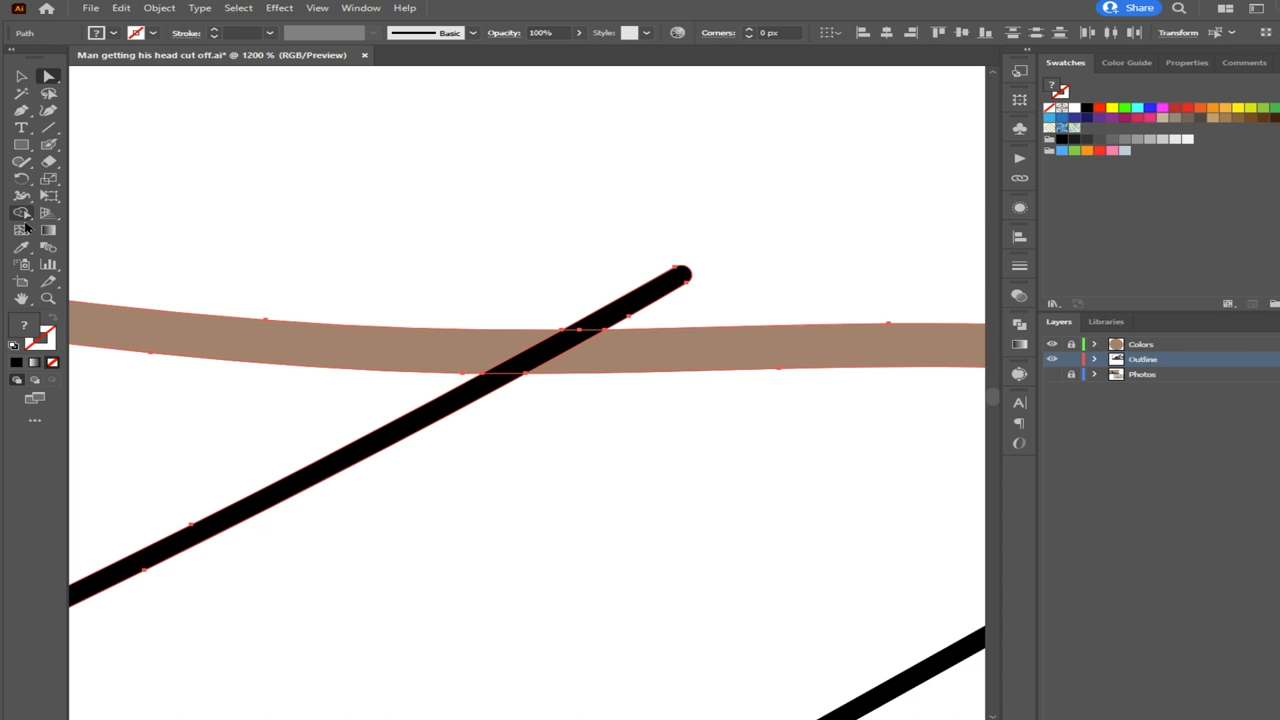 Ai File Edit Object Type Select Effect View Window Help Share
Path ? Stroke: Basic Opacity: 100% Style: Corners: 0 px Transform
Man getting his head cut off.ai* @ 1200 % (RGB/Preview) ×
Swatches Color Guide Properties Comments
?
?
Layers Libraries
Colors
Outline
Photos